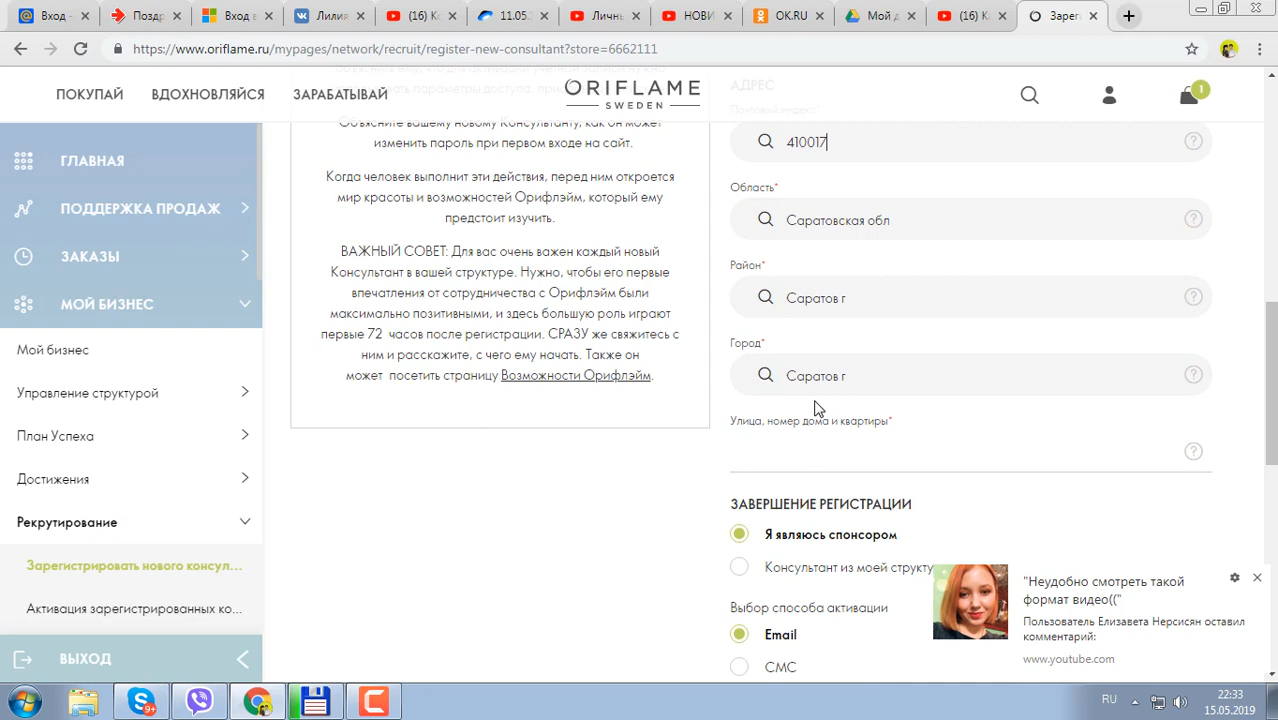 Вход -
Поздр
Вход в
Лилия
(16) Ко
11.05.
Личнь
НОВИ
OK.RU
Мой д
(16) Ка
Зарег
https://www.oriflame.ru/mypages/network/recruit/register-new-consultant?store=6662111
ПОКУПАЙ
ВДОХНОВЛЯЙСЯ
ЗАРАБАТЫВАЙ
ORIFLAME
SWEDEN
1
ГЛАВНАЯ
ПОДДЕРЖКА ПРОДАЖ
ЗАКАЗЫ
МОЙ БИЗНЕС
Мой бизнес
Управление структурой
План Успеха
Достижения
Рекрутирование
Зарегистрировать нового консул...
Активация зарегистрированных ко...
ВЫХОД
Объясните вашему новому Консультанту, как он может
изменить пароль при первом входе на сайт.
Когда человек выполнит эти действия, перед ним откроется
мир красоты и возможностей Орифлэйм, который ему
предстоит изучить.
ВАЖНЫЙ СОВЕТ: Для вас очень важен каждый новый
Консультант в вашей структуре. Нужно, чтобы его первые
впечатления от сотрудничества с Орифлэйм были
максимально позитивными, и здесь большую роль играют
первые 72 часов после регистрации. СРАЗУ же свяжитесь с
ним и расскажите, с чего ему начать. Также он
может посетить страницу Возможности Орифлэйм.
АДРЕС
Почтовый индекс*
410017
Область*
Саратовская обл
Район*
Саратов г
Город*
Саратов г
Улица, номер дома и квартиры*
ЗАВЕРШЕНИЕ РЕГИСТРАЦИИ
Я являюсь спонсором
Консультант из моей структу
Выбор способа активации
Email
СМС
"Неудобно смотреть такой
формат видео(("
Пользователь Елизавета Нерсисян оставил
комментарий:
www.youtube.com
RU
22:33
15.05.2019